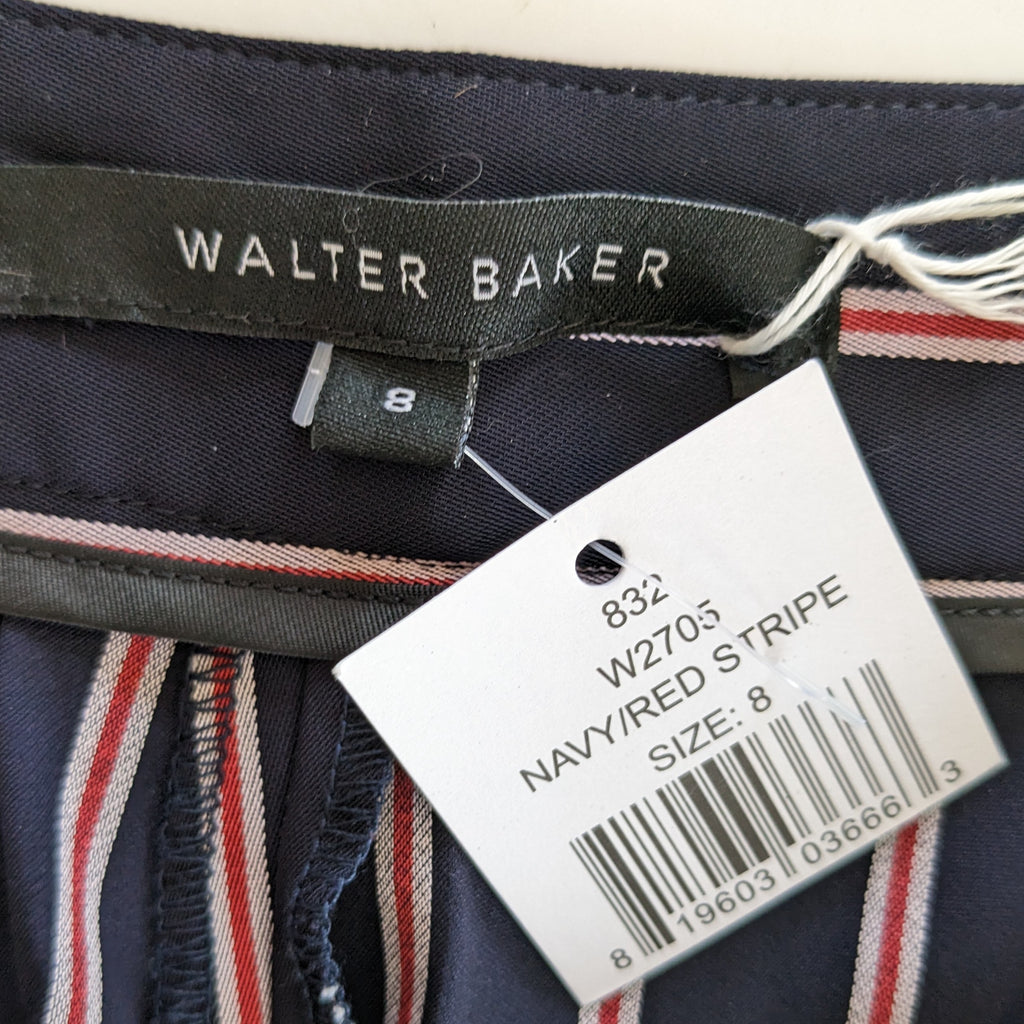 WALTER BAKER
8
832
W2705
NAVY/RED STRIPE
SIZE: 8
8 19603 03666 3